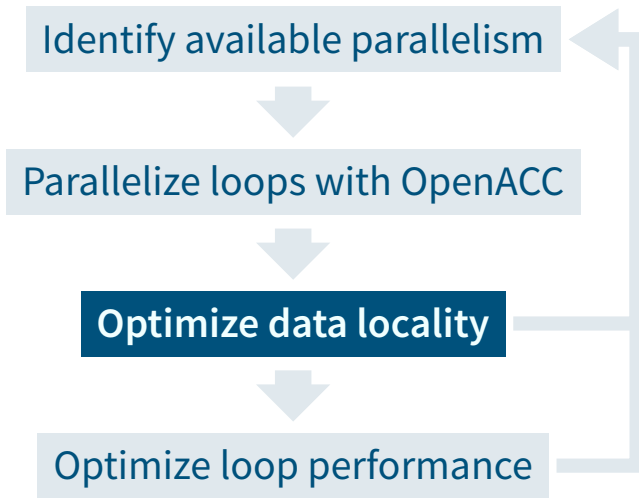 Identify available parallelism
Parallelize loops with OpenACC
Optimize data locality
Optimize loop performance